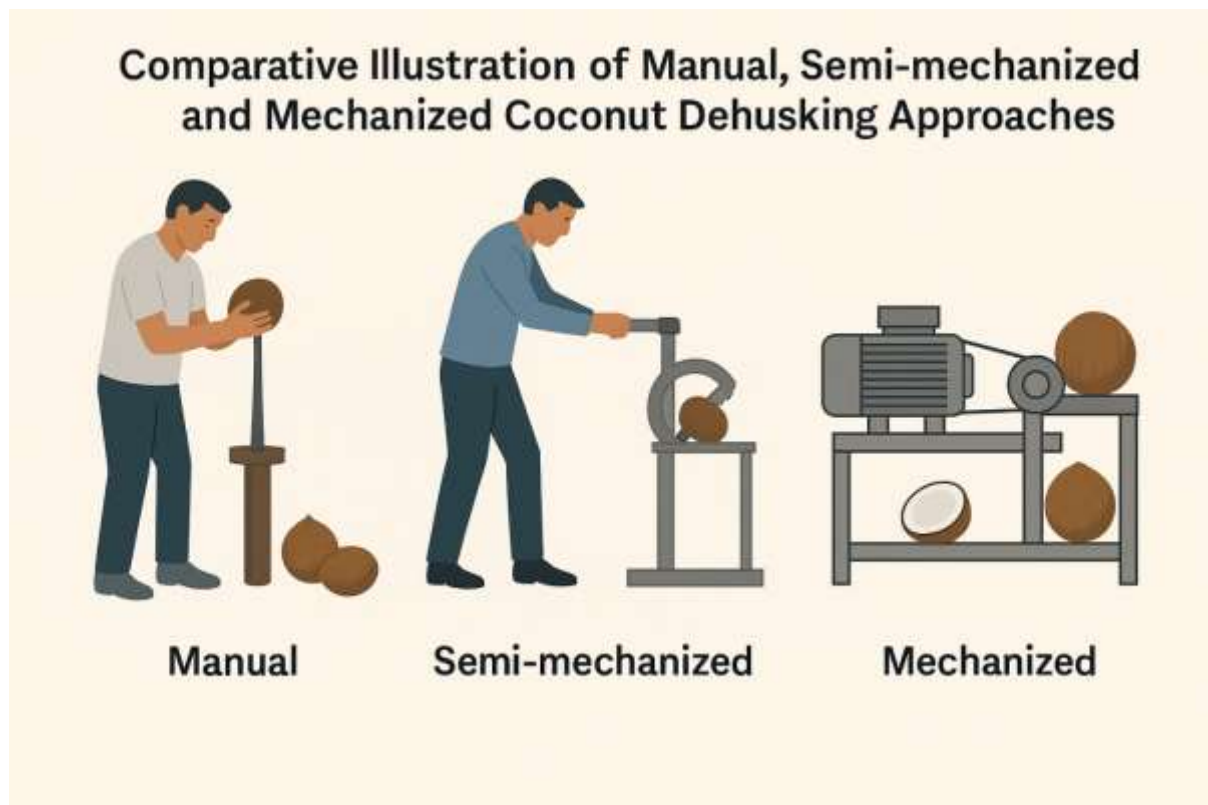 Comparative Illustration of Manual, Semi-mechanized
and Mechanized Coconut Dehusking Approaches
Manual
Semi-mechanized
Mechanized